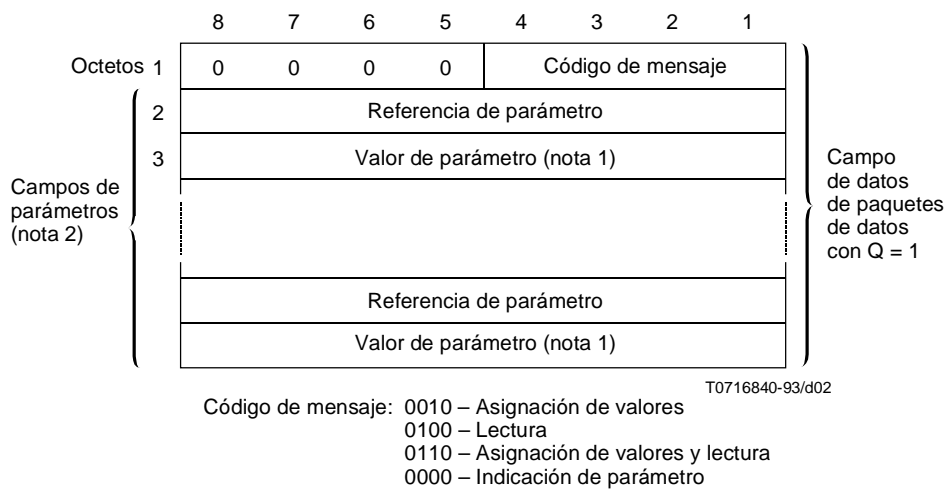 8 7 6 5 4 3 2 1
Octetos 1 0 0 0 0 Código de mensaje
2 Referencia de parámetro
3 Valor de parámetro (nota 1)
Campos de
parámetros
(nota 2)
Campo
de datos
de paquetes
de datos
con Q = 1
Referencia de parámetro
Valor de parámetro (nota 1)
T0716840-93/d02
Código de mensaje: 0010 – Asignación de valores
0100 – Lectura
0110 – Asignación de valores y lectura
0000 – Indicación de parámetro